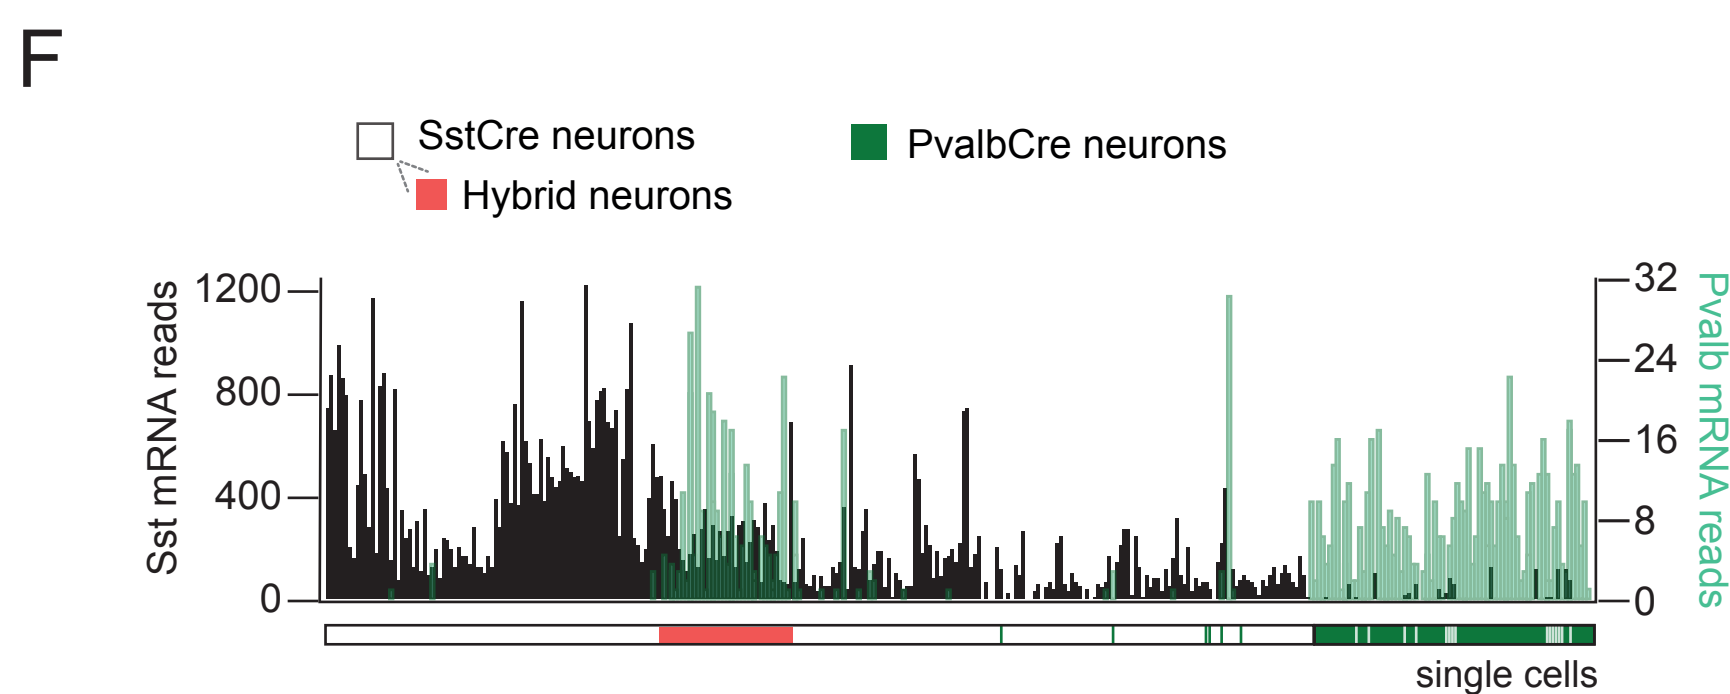 F
SstCre neurons
PvalbCre neurons
Hybrid neurons
Sst mRNA reads
1200
800
400
0
32
24
16
8
0
Pvalb mRNA reads
single cells